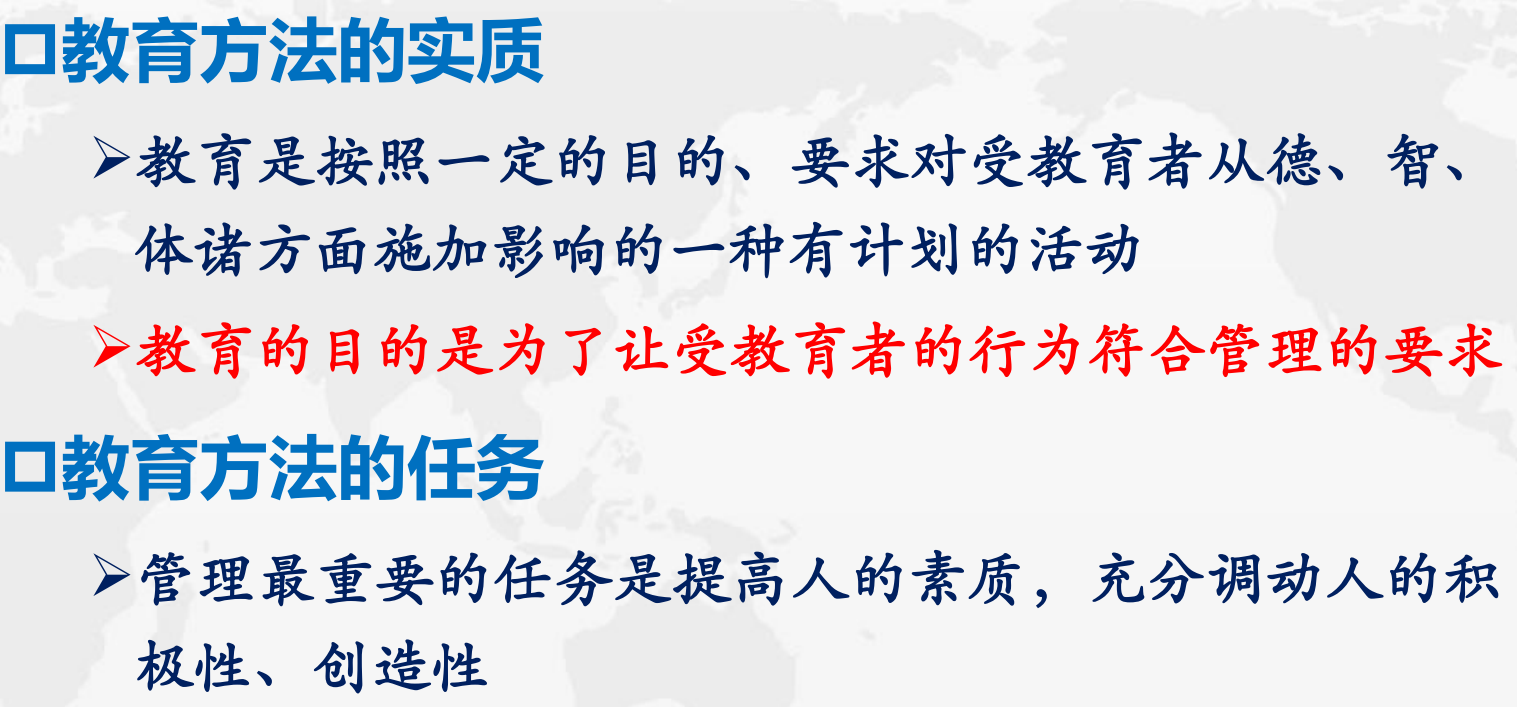 教育方法的实质
教育是按照一定的目的、要求对受教育者从德、智、
体诸方面施加影响的一种有计划的活动
教育的目的是为了让受教育者的行为符合管理的要求
教育方法的任务
管理最重要的任务是提高人的素质，充分调动人的积
极性、创造性